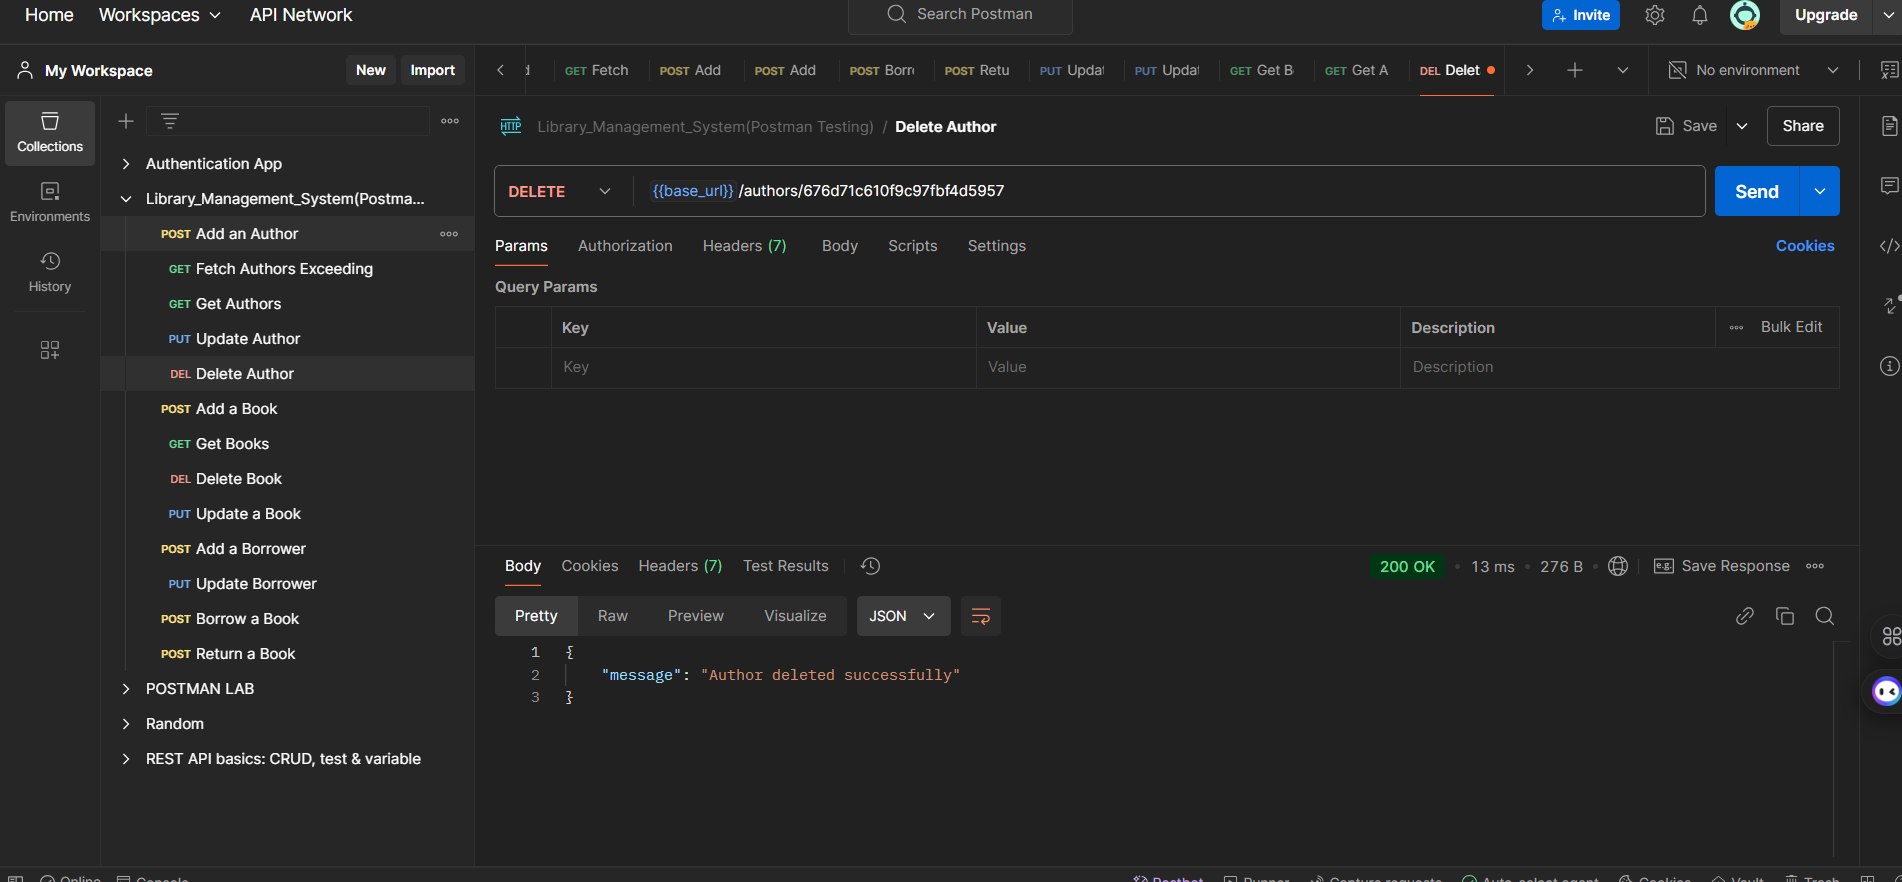 Home Workspaces API Network Search Postman Invite Upgrade
My Workspace New Import GET Fetch POST Add POST Add POST Borr POST Retu PUT Updat PUT Updat GET Get B GET Get A DEL Delet No environment
Collections
Environments
History
Authentication App
Library_Management_System(Postma...
POST Add an Author
GET Fetch Authors Exceeding
GET Get Authors
PUT Update Author
DEL Delete Author
POST Add a Book
GET Get Books
DEL Delete Book
PUT Update a Book
POST Add a Borrower
PUT Update Borrower
POST Borrow a Book
POST Return a Book
POSTMAN LAB
Random
REST API basics: CRUD, test & variable
HTTP Library_Management_System(Postman Testing) / Delete Author Save Share
DELETE {{base_url}}/authors/676d71c610f9c97fbf4d5957 Send
Params Authorization Headers (7) Body Scripts Settings Cookies
Query Params
Key Value Description Bulk Edit
Key Value Description
Body Cookies Headers (7) Test Results 200 OK 13 ms 276 B e.g. Save Response
Pretty Raw Preview Visualize JSON
1 {
2 "message": "Author deleted successfully"
3 }
Online Console Postbot Runner Capture requests Auto-select agent Cookies Vault Trash